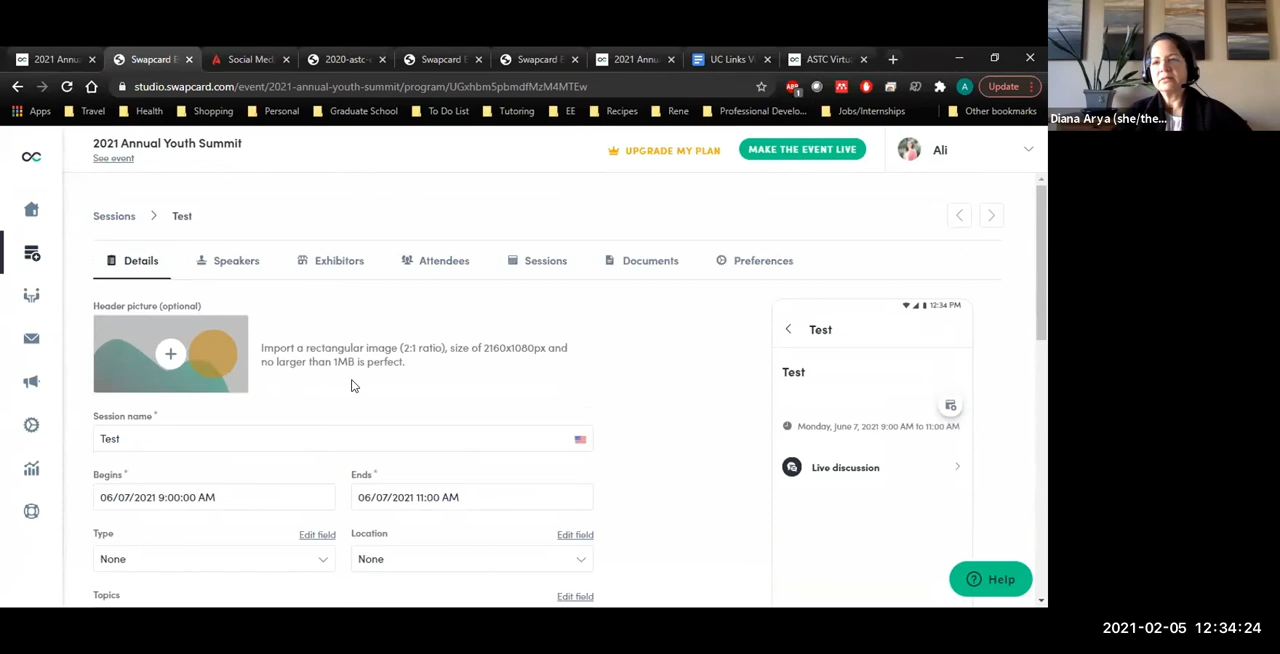 2021 Annu
Swapcard E
Social Med
2020-astc-
Swapcard E
Swapcard E
2021 Annu
UC Links V
ASTC Virtu
studio.swapcard.com/event/2021-annual-youth-summit/program/UGxhbm5pbmdfMzM4MTEw
Update
Apps Travel Health Shopping Personal Graduate School To Do List Tutoring EE Recipes Rene Professional Develo... Jobs/Internships Other bookmarks
Diana Arya (she/the...
2021 Annual Youth Summit
See event
UPGRADE MY PLAN
MAKE THE EVENT LIVE
Ali
Sessions > Test
Details Speakers Exhibitors Attendees Sessions Documents Preferences
Header picture (optional)
Import a rectangular image (2:1 ratio), size of 2160x1080px and
no larger than 1MB is perfect.
Session name *
Test
Begins * Ends *
06/07/2021 9:00:00 AM 06/07/2021 11:00 AM
Type Edit field Location Edit field
None None
Topics Edit field
12:34 PM
Test
Test
Monday, June 7, 2021 9:00 AM to 11:00 AM
Live discussion
Help
2021-02-05 12:34:24